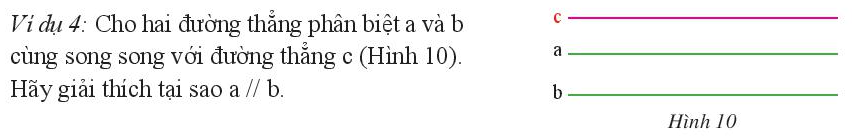 Ví dụ 4: Cho hai đường thẳng phân biệt a và b
cùng song song với đường thẳng c (Hình 10).
Hãy giải thích tại sao a // b.
c
a
b
Hình 10